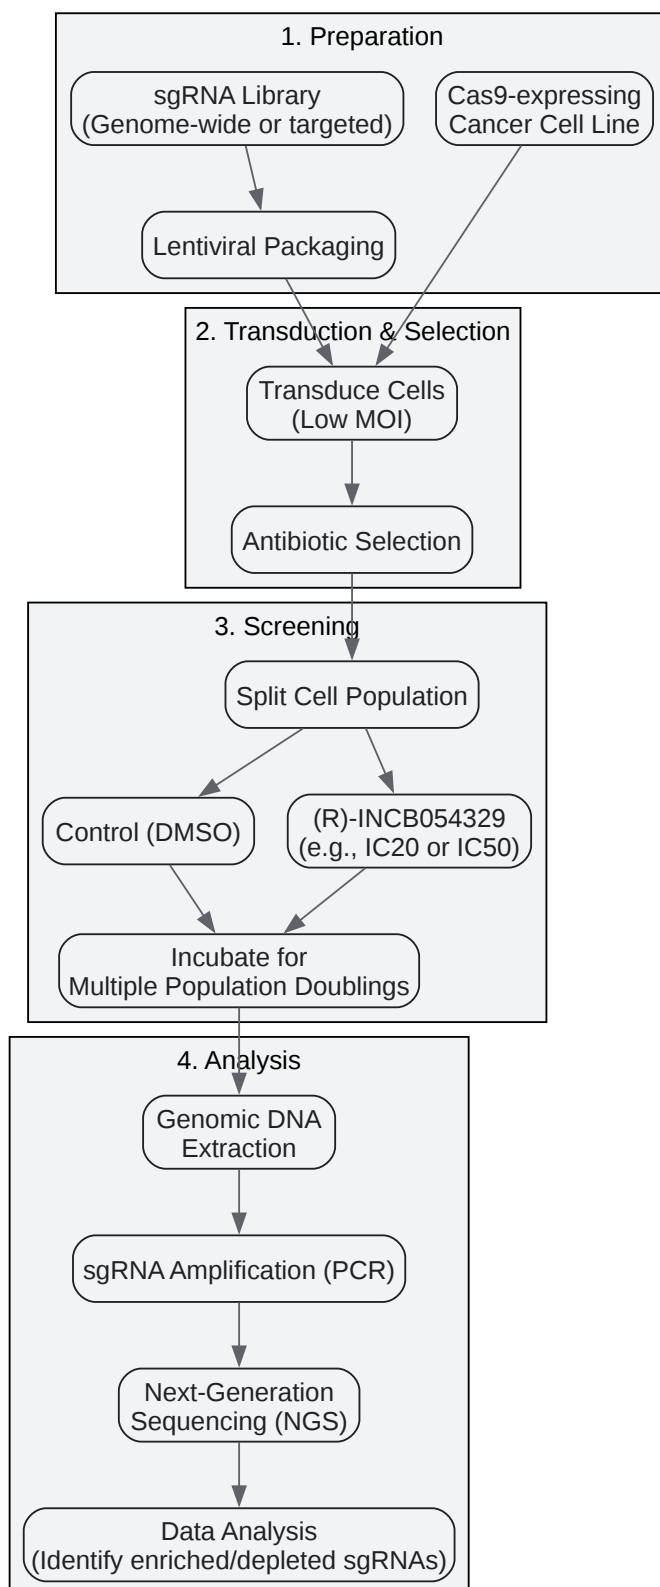 1. Preparation
sgRNA Library
(Genome-wide or targeted)
Cas9-expressing
Cancer Cell Line
Lentiviral Packaging
2. Transduction & Selection
Transduce Cells
(Low MOI)
Antibiotic Selection
3. Screening
Split Cell Population
Control (DMSO)
(R)-INCB054329
(e.g., IC20 or IC50)
Incubate for
Multiple Population Doublings
4. Analysis
Genomic DNA
Extraction
sgRNA Amplification (PCR)
Next-Generation
Sequencing (NGS)
Data Analysis
(Identify enriched/depleted sgRNAs)